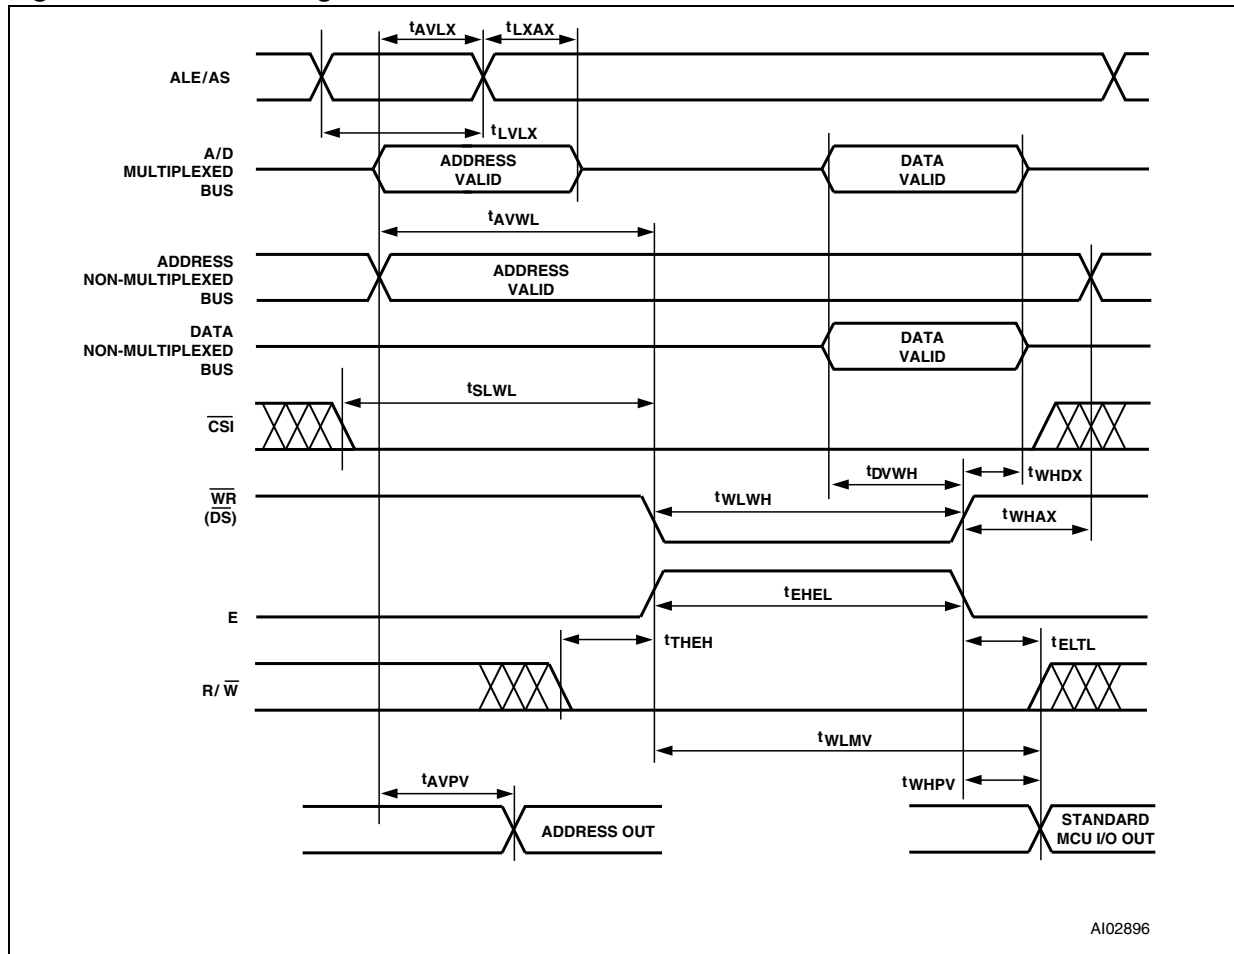 tAVLX
tLXAX
ALE/AS
tLVLX
A/D
MULTIPLEXED
BUS
ADDRESS
VALID
DATA
VALID
tAVWL
ADDRESS
NON-MULTIPLEXED
BUS
ADDRESS
VALID
DATA
NON-MULTIPLEXED
BUS
DATA
VALID
tSLWL
CSI
tDVWH
tWHDX
WR
(DS)
tWLWH
tWHAX
tEHEL
E
tTHEH
tELTL
R/ W
tWLMV
tAVPV
tWHPV
ADDRESS OUT
STANDARD
MCU I/O OUT
AI02896